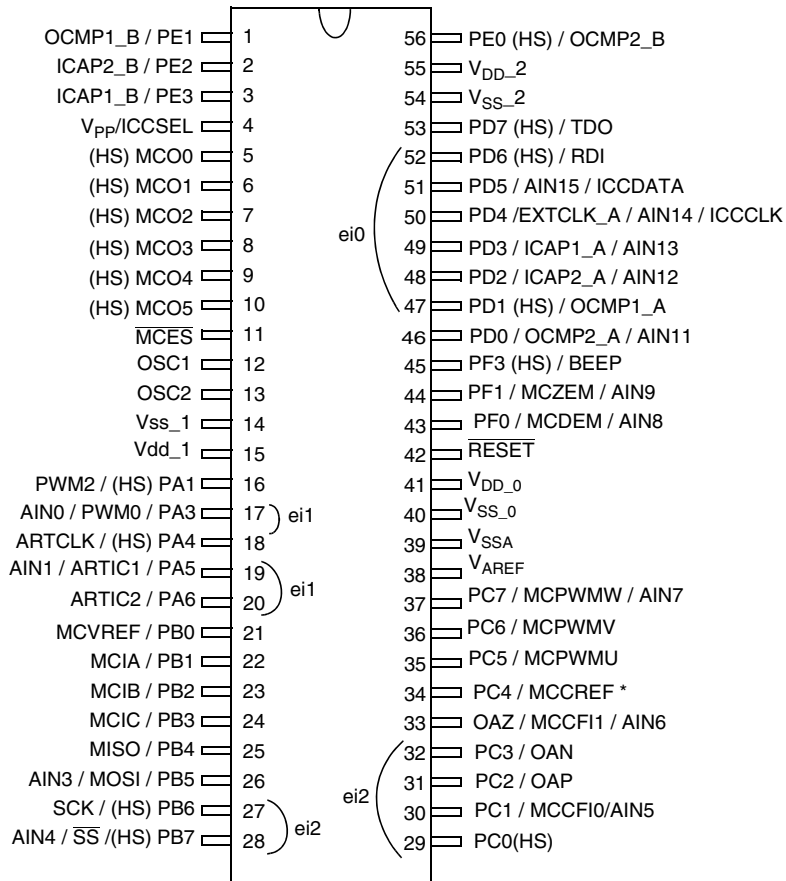 OCMP1_B / PE1 1
ICAP2_B / PE2 2
ICAP1_B / PE3 3
VPP/ICCSEL 4
(HS) MCO0 5
(HS) MCO1 6
(HS) MCO2 7
(HS) MCO3 8
(HS) MCO4 9
(HS) MCO5 10
MCES 11
OSC1 12
OSC2 13
Vss_1 14
Vdd_1 15
PWM2 / (HS) PA1 16
AIN0 / PWM0 / PA3 17
ei1
ARTCLK / (HS) PA4 18
AIN1 / ARTIC1 / PA5 19
ei1
ARTIC2 / PA6 20
MCVREF / PB0 21
MCIA / PB1 22
MCIB / PB2 23
MCIC / PB3 24
MISO / PB4 25
AIN3 / MOSI / PB5 26
SCK / (HS) PB6 27
ei2
AIN4 / SS /(HS) PB7 28
56 PE0 (HS) / OCMP2_B
55 VDD_2
54 VSS_2
53 PD7 (HS) / TDO
52 PD6 (HS) / RDI
51 PD5 / AIN15 / ICCDATA
50 PD4 /EXTCLK_A / AIN14 / ICCCLK
ei0
49 PD3 / ICAP1_A / AIN13
48 PD2 / ICAP2_A / AIN12
47 PD1 (HS) / OCMP1_A
46 PD0 / OCMP2_A / AIN11
45 PF3 (HS) / BEEP
44 PF1 / MCZEM / AIN9
43 PF0 / MCDEM / AIN8
42 RESET
41 VDD_0
40 VSS_0
39 VSSA
38 VAREF
37 PC7 / MCPWMW / AIN7
36 PC6 / MCPWMV
35 PC5 / MCPWMU
34 PC4 / MCCREF *
33 OAZ / MCCFI1 / AIN6
32 PC3 / OAN
31 PC2 / OAP
ei2
30 PC1 / MCCFI0/AIN5
29 PC0(HS)